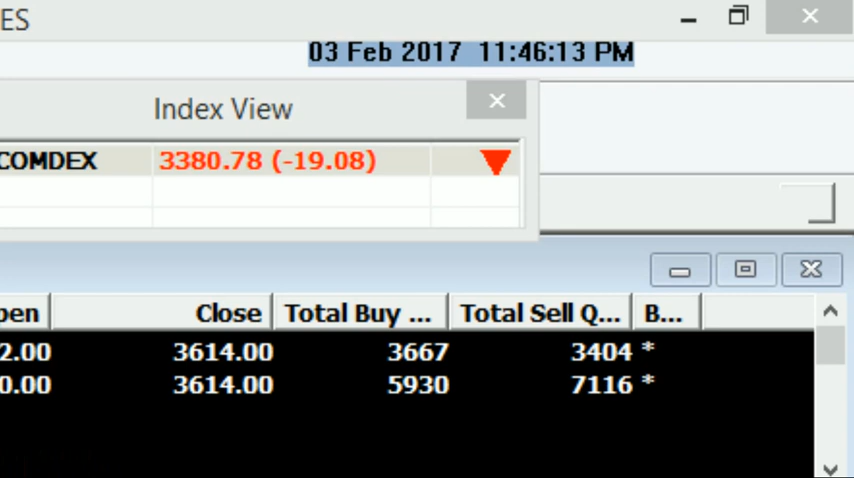 ES
03 Feb 2017 11:46:13 PM
Index View
COMDEX 3380.78 (-19.08)
pen Close Total Buy ... Total Sell Q... B...
2.00 3614.00 3667 3404 *
0.00 3614.00 5930 7116 *